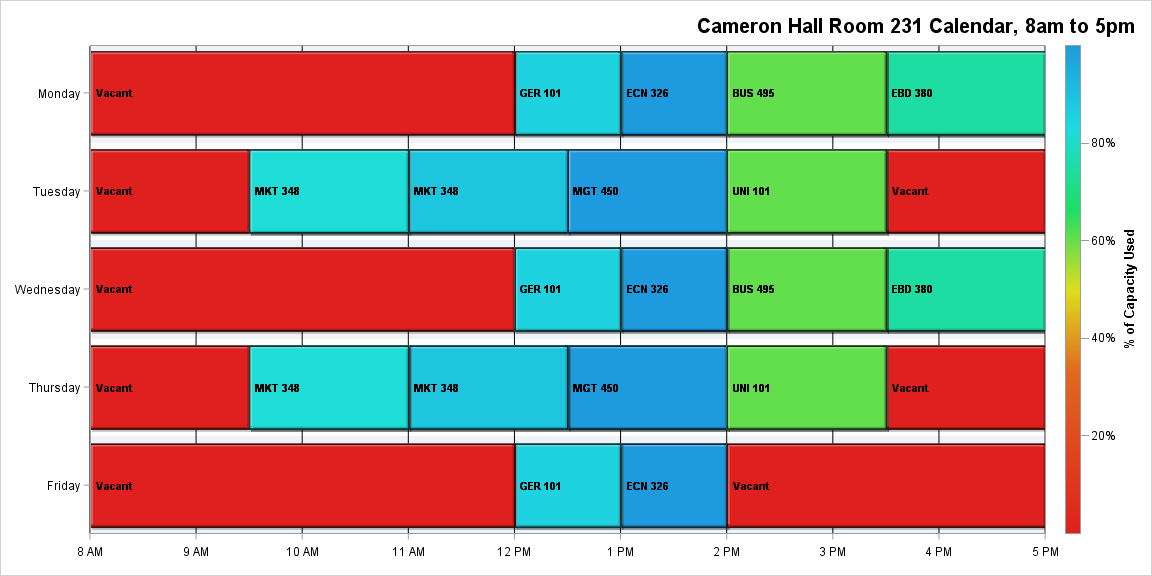 Cameron Hall Room 231 Calendar, 8am to 5pm
Monday
Vacant
GER 101
ECN 326
BUS 495
EBD 380
Tuesday
Vacant
MKT 348
MKT 348
MGT 450
UNI 101
Vacant
Wednesday
Vacant
GER 101
ECN 326
BUS 495
EBD 380
Thursday
Vacant
MKT 348
MKT 348
MGT 450
UNI 101
Vacant
Friday
Vacant
GER 101
ECN 326
Vacant
8 AM
9 AM
10 AM
11 AM
12 PM
1 PM
2 PM
3 PM
4 PM
5 PM
80%
60%
40%
20%
% of Capacity Used